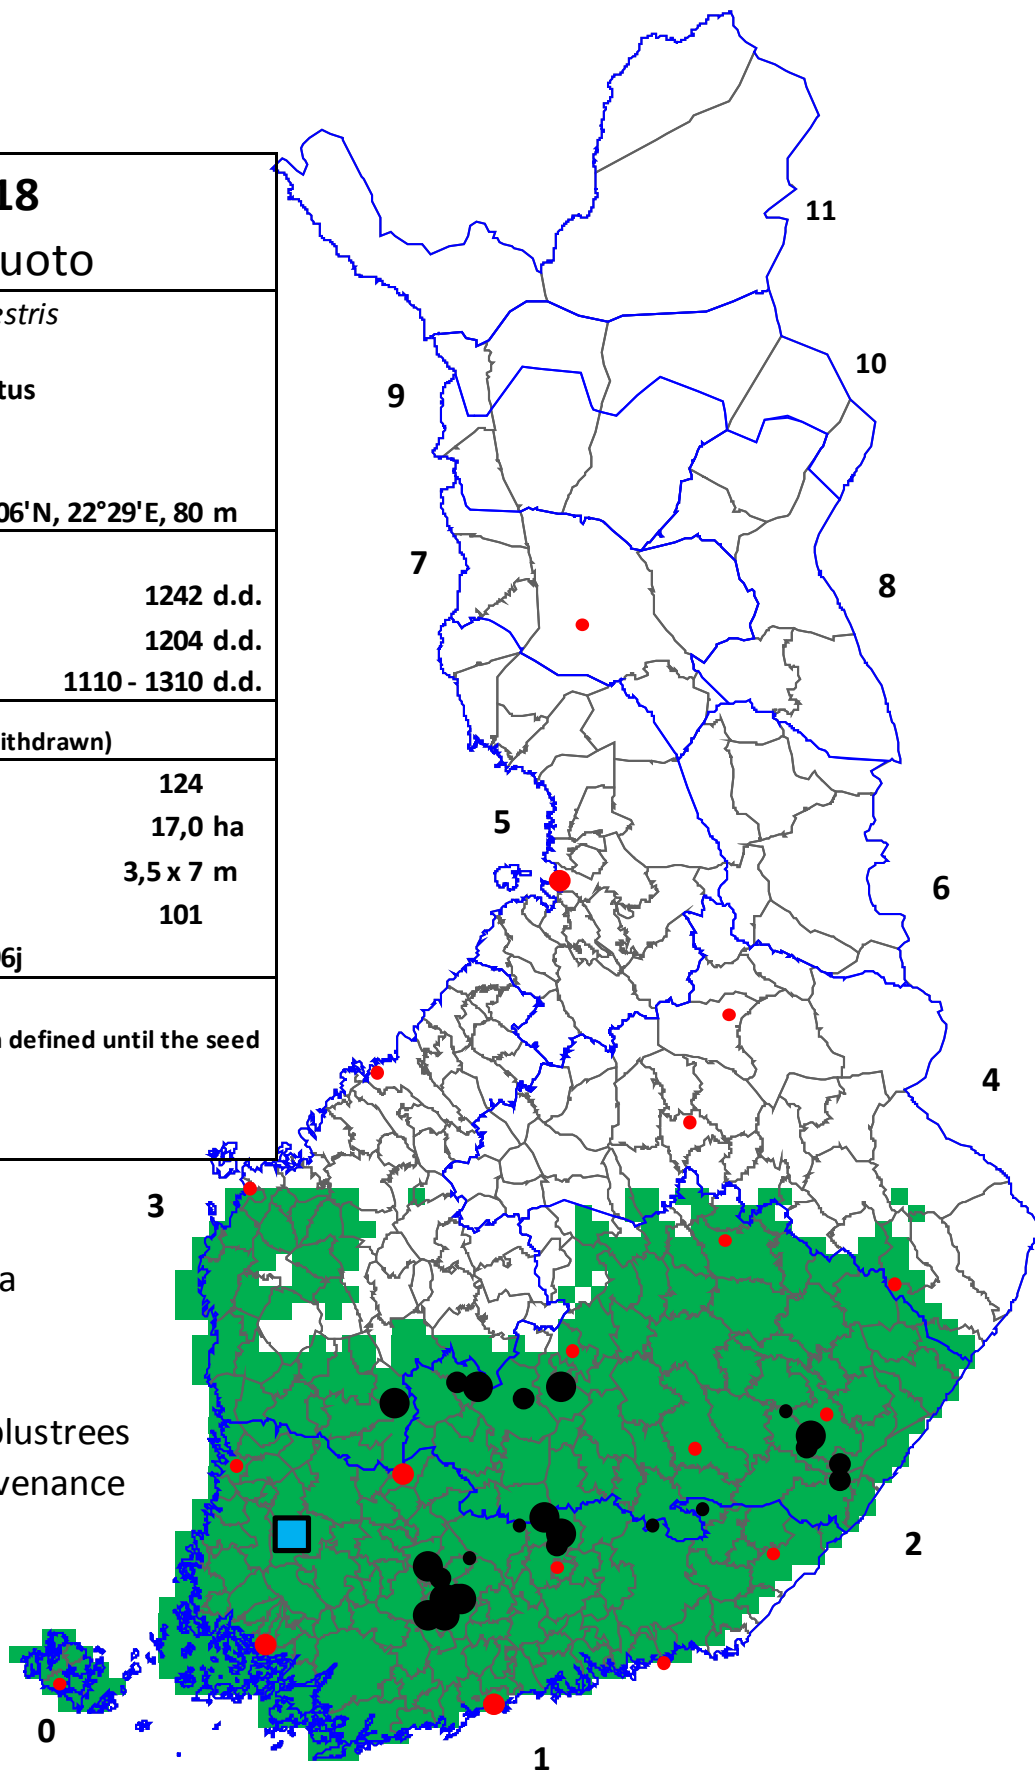 18
uoto
estris
tus
06'N, 22°29'E, 80 m
1242 d.d.
1204 d.d.
1110 - 1310 d.d.
ithdrawn)
124
17,0 ha
3,5 x 7 m
101
06j
n defined until the seed
a
plustrees
venance
11
10
9
8
7
6
5
4
3
2
1
0